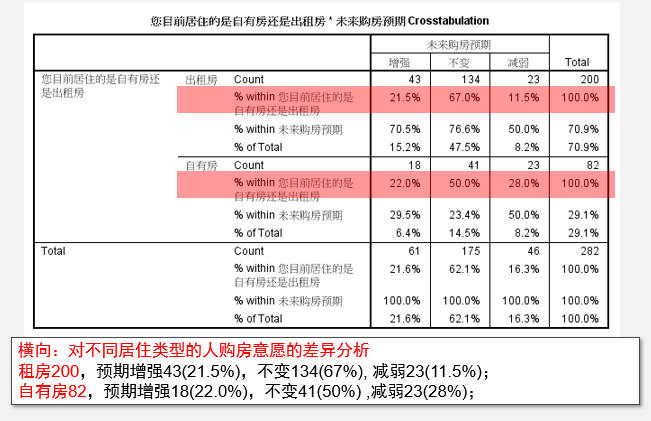 您目前居住的是自有房还是出租房 * 未来购房预期 Crosstabulation
未来购房预期
增强 不变 减弱 Total
您目前居住的是自有房还是出租房 出租房 Count 43 134 23 200
% within 您目前居住的是自有房还是出租房 21.5% 67.0% 11.5% 100.0%
% within 未来购房预期 70.5% 76.6% 50.0% 70.9%
% of Total 15.2% 47.5% 8.2% 70.9%
自有房 Count 18 41 23 82
% within 您目前居住的是自有房还是出租房 22.0% 50.0% 28.0% 100.0%
% within 未来购房预期 29.5% 23.4% 50.0% 29.1%
% of Total 6.4% 14.5% 8.2% 29.1%
Total Count 61 175 46 282
% within 您目前居住的是自有房还是出租房 21.6% 62.1% 16.3% 100.0%
% within 未来购房预期 100.0% 100.0% 100.0% 100.0%
% of Total 21.6% 62.1% 16.3% 100.0%
横向：对不同居住类型的人购房意愿的差异分析
租房200，预期增强43(21.5%)，不变134(67%), 减弱23(11.5%)；
自有房82，预期增强18(22.0%)，不变41(50%) ,减弱23(28%)；